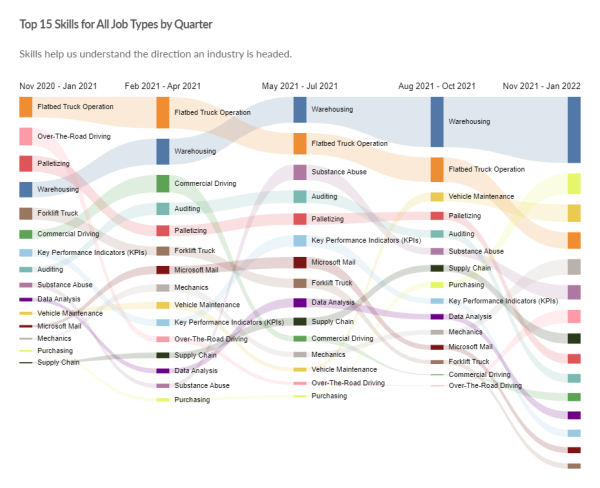 Top 15 Skills for All Job Types by Quarter
Skills help us understand the direction an industry is headed.
Nov 2020 - Jan 2021
Flatbed Truck Operation
Over-The-Road Driving
Palletizing
Warehousing
Forklift Truck
Commercial Driving
Key Performance Indicators (KPIs)
Auditing
Substance Abuse
Data Analysis
Vehicle Maintenance
Microsoft Mail
Mechanics
Purchasing
Supply Chain
Feb 2021 - Apr 2021
Flatbed Truck Operation
Warehousing
Commercial Driving
Auditing
Palletizing
Forklift Truck
Microsoft Mail
Mechanics
Vehicle Maintenance
Key Performance Indicators (KPIs)
Over-The-Road Driving
Supply Chain
Data Analysis
Substance Abuse
Purchasing
May 2021 - Jul 2021
Warehousing
Flatbed Truck Operation
Substance Abuse
Auditing
Palletizing
Key Performance Indicators (KPIs)
Microsoft Mail
Forklift Truck
Data Analysis
Supply Chain
Commercial Driving
Mechanics
Vehicle Maintenance
Over-The-Road Driving
Purchasing
Aug 2021 - Oct 2021
Warehousing
Flatbed Truck Operation
Vehicle Maintenance
Palletizing
Auditing
Substance Abuse
Supply Chain
Purchasing
Key Performance Indicators (KPIs)
Data Analysis
Mechanics
Microsoft Mail
Forklift Truck
Commercial Driving
Over-The-Road Driving
Nov 2021 - Jan 2022